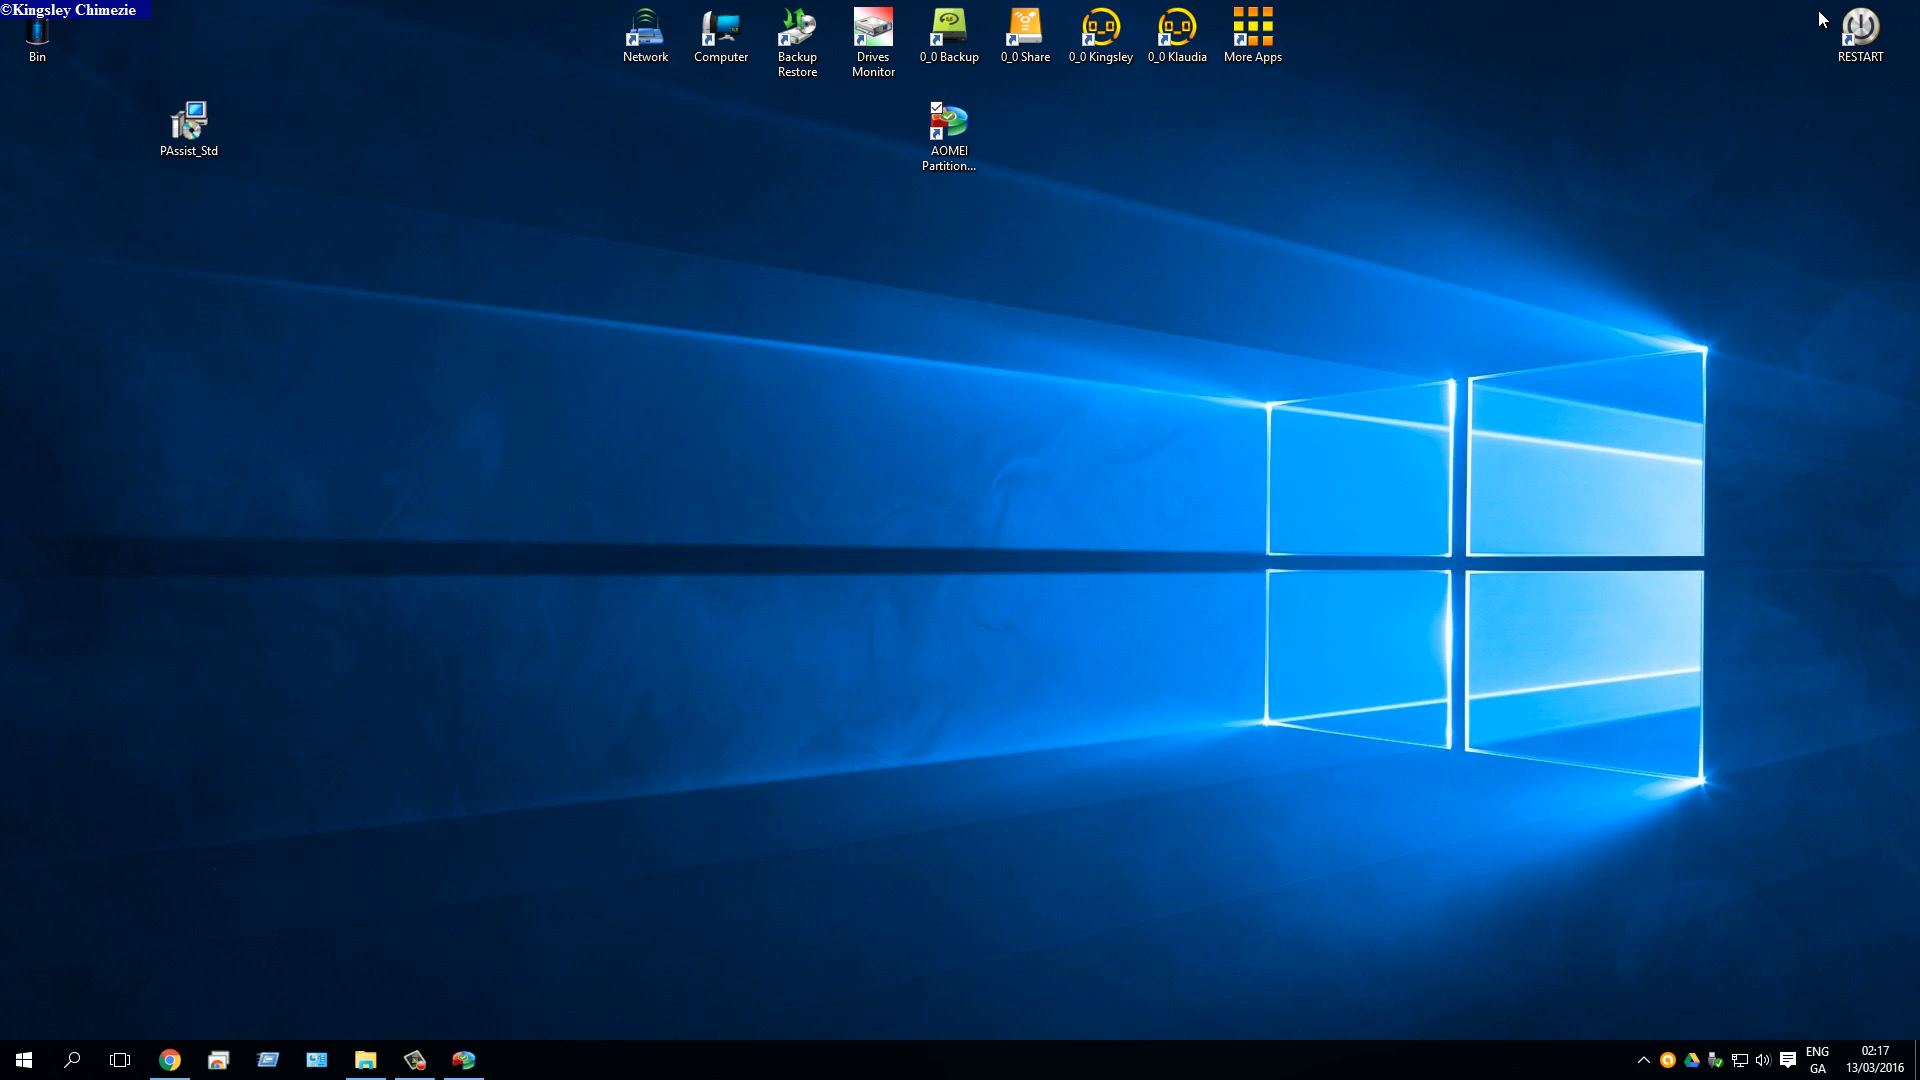 ©Kingsley Chimezie
Bin
Network
Computer
Backup
Restore
Drives
Monitor
0_0 Backup
0_0 Share
0_0 Kingsley
0_0 Klaudia
More Apps
RESTART
PAssist_Std
AOMEI
Partition...
ENG
GA
02:17
13/03/2016